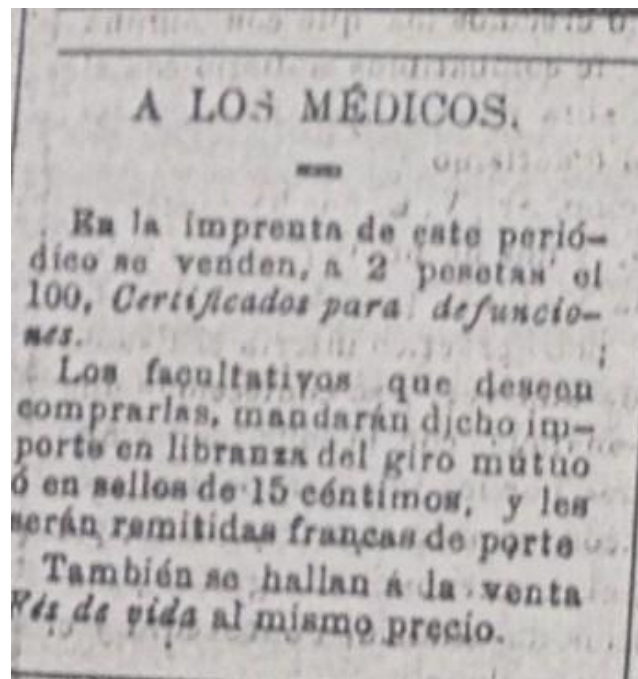 A LOS MÉDICOS.
En la imprenta de este perió-
dico se venden, a 2 pesetas el
100, Certificados para defuncio-
nes.
Los facultativos que deseen
comprarlas, mandarán dicho im-
porte en libranza del giro mútuo
ó en sellos de 15 céntimos, y les
serán remitidas francas de porte
También se hallan á la venta
Fés de vida al mismo precio.